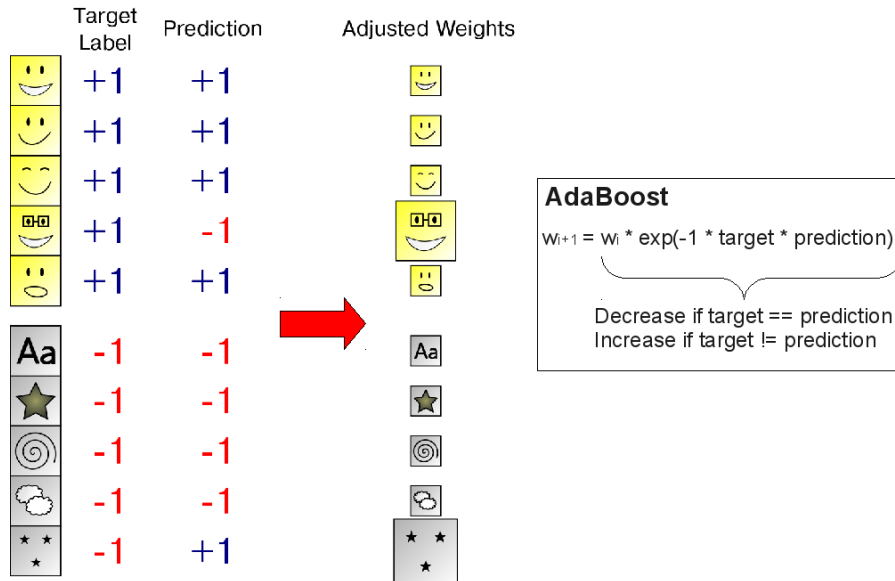 Target Label Prediction Adjusted Weights
+1 +1
+1 +1
+1 +1
+1 -1
+1 +1
Aa -1 -1 Aa
-1 -1
-1 -1
-1 -1
-1 +1
AdaBoost
wi+1 = wi * exp(-1 * target * prediction)
Decrease if target == prediction
Increase if target != prediction